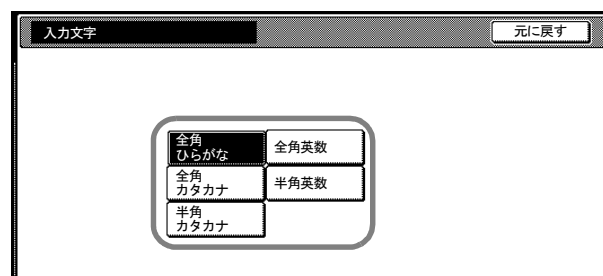 入力文字
元に戻す
全角
ひらがな
全角英数
全角
カタカナ
半角英数
半角
カタカナ